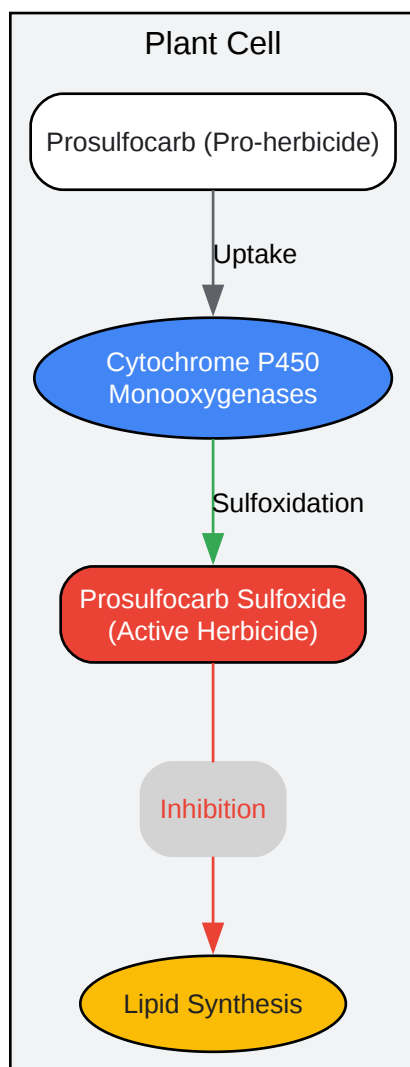 Plant Cell
Prosulfocarb (Pro-herbicide)
Uptake
Cytochrome P450
Monooxygenases
Sulfoxidation
Prosulfocarb Sulfoxide
(Active Herbicide)
Inhibition
Lipid Synthesis